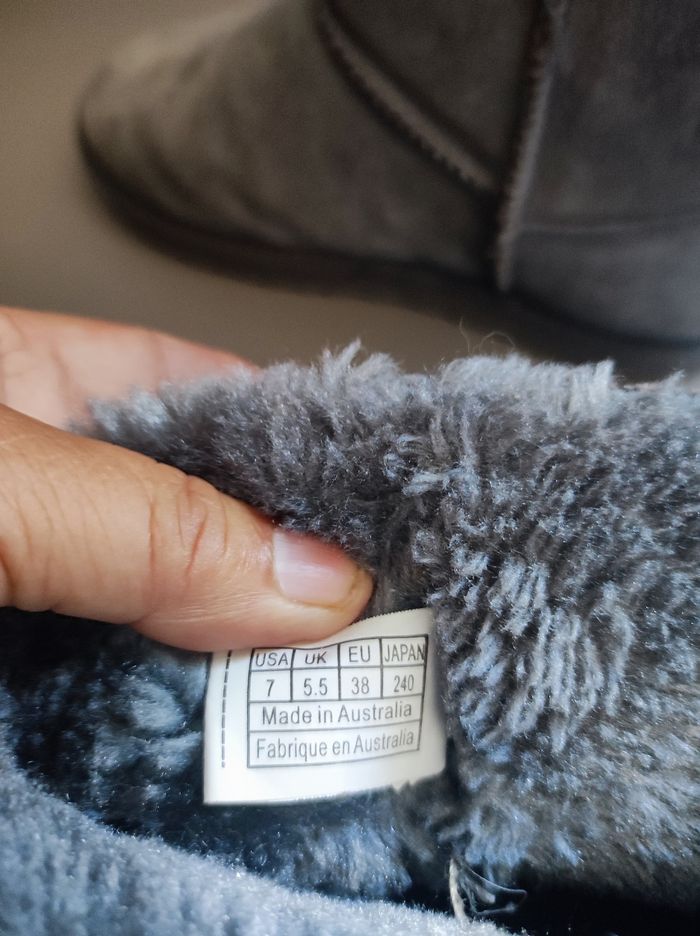 USA UK EU JAPAN
7 5.5 38 240
Made in Australia
Fabrique en Australia